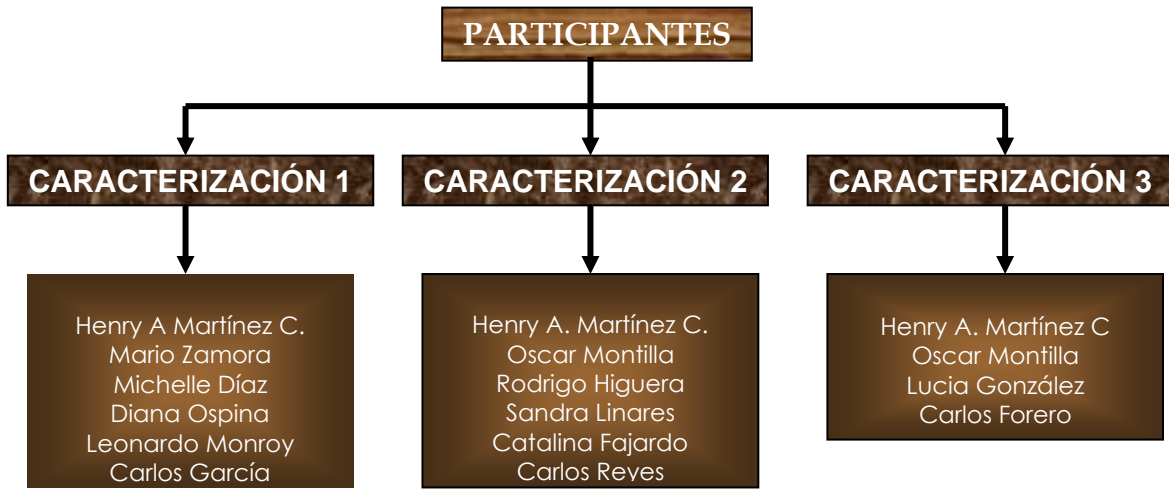 PARTICIPANTES
CARACTERIZACIÓN 1
Henry A Martínez C.
Mario Zamora
Michelle Díaz
Diana Ospina
Leonardo Monroy
Carlos García
CARACTERIZACIÓN 2
Henry A. Martínez C.
Oscar Montilla
Rodrigo Higuera
Sandra Linares
Catalina Fajardo
Carlos Reyes
CARACTERIZACIÓN 3
Henry A. Martínez C
Oscar Montilla
Lucia González
Carlos Forero